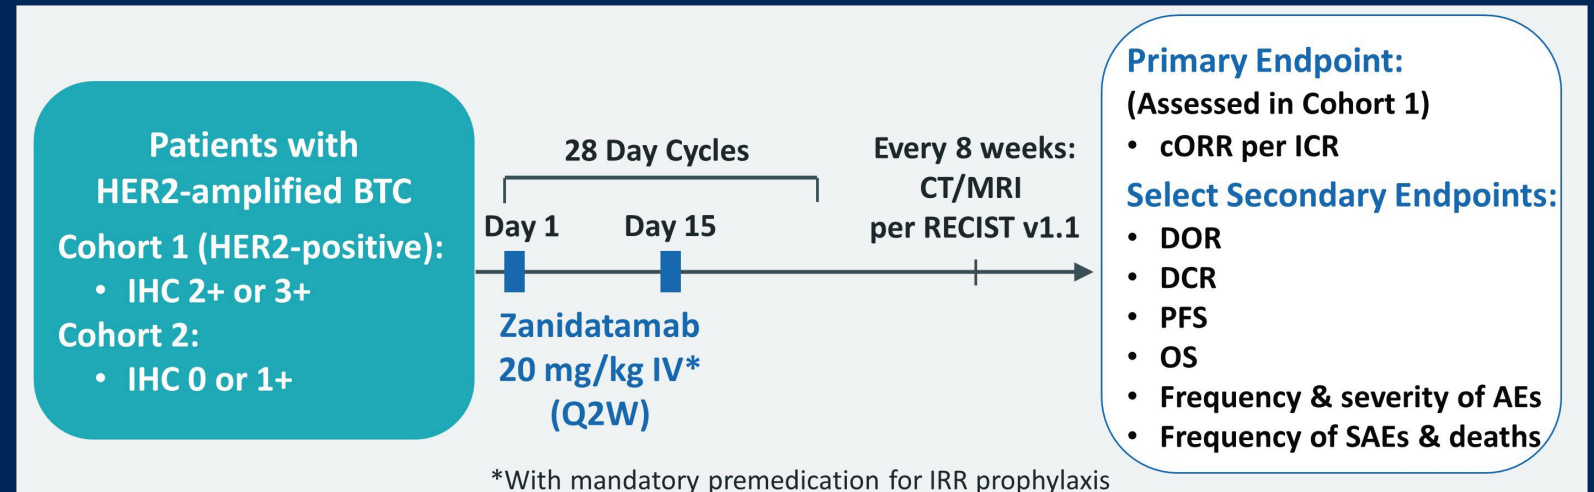 Patients with
HER2-amplified BTC
Cohort 1 (HER2-positive):
• IHC 2+ or 3+
Cohort 2:
• IHC 0 or 1+
28 Day Cycles
Day 1
Day 15
Zanidatamab
20 mg/kg IV*
(Q2W)
Every 8 weeks:
CT/MRI
per RECIST v1.1
Primary Endpoint:
(Assessed in Cohort 1)
• cORR per ICR
Select Secondary Endpoints:
• DOR
• DCR
• PFS
• OS
• Frequency & severity of AEs
• Frequency of SAEs & deaths
*With mandatory premedication for IRR prophylaxis